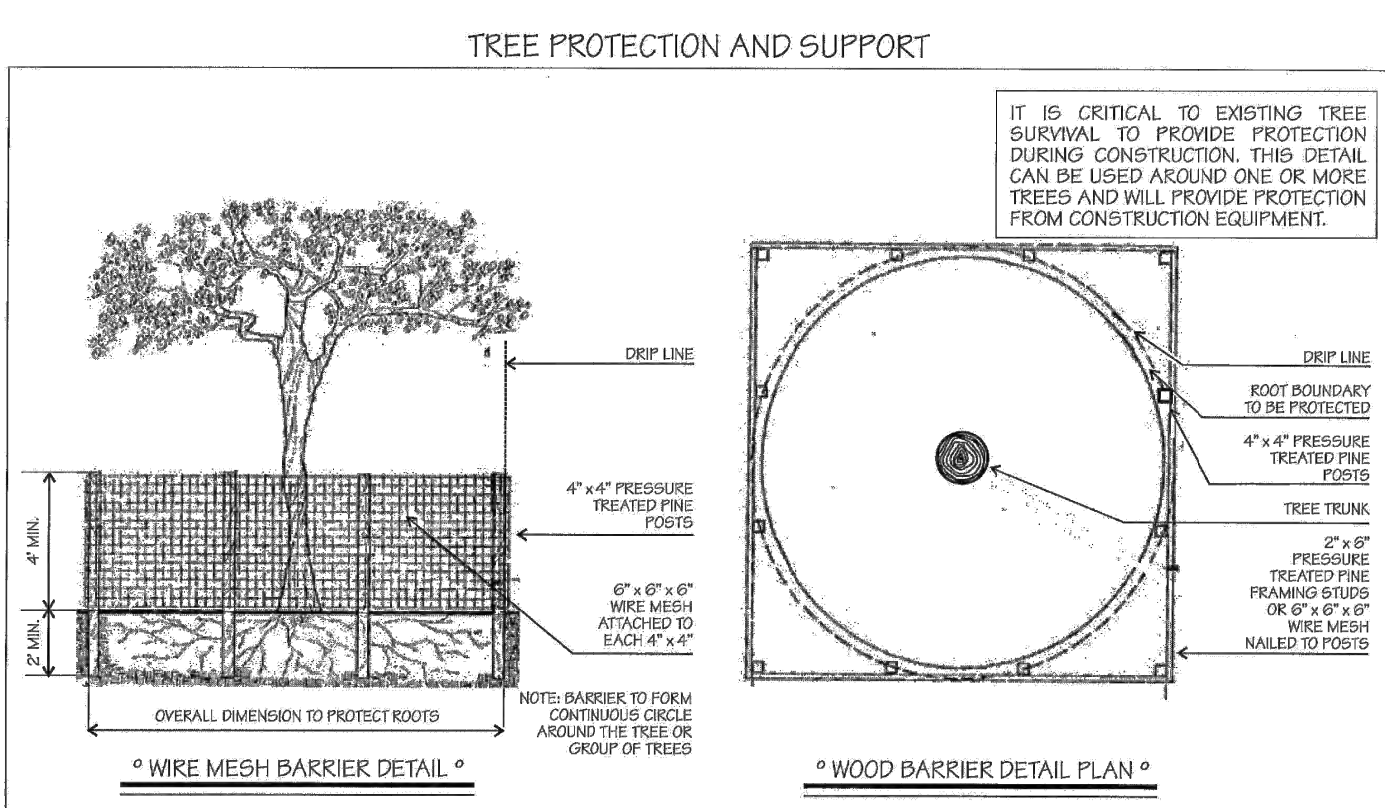 TREE PROTECTION AND SUPPORT
IT IS CRITICAL TO EXISTING TREE
SURVIVAL TO PROVIDE PROTECTION
DURING CONSTRUCTION. THIS DETAIL
CAN BE USED AROUND ONE OR MORE
TREES AND WILL PROVIDE PROTECTION
FROM CONSTRUCTION EQUIPMENT.
DRIP LINE
4" x 4" PRESSURE
TREATED PINE
POSTS
6" x 6" x 6"
WIRE MESH
ATTACHED TO
EACH 4" x 4"
4' MIN.
2' MIN.
OVERALL DIMENSION TO PROTECT ROOTS
NOTE: BARRIER TO FORM
CONTINUOUS CIRCLE
AROUND THE TREE OR
GROUP OF TREES
° WIRE MESH BARRIER DETAIL °
DRIP LINE
ROOT BOUNDARY
TO BE PROTECTED
4" x 4" PRESSURE
TREATED PINE
POSTS
TREE TRUNK
2" x 6"
PRESSURE
TREATED PINE
FRAMING STUDS
OR 6" x 6" x 6"
WIRE MESH
NAILED TO POSTS
° WOOD BARRIER DETAIL PLAN °